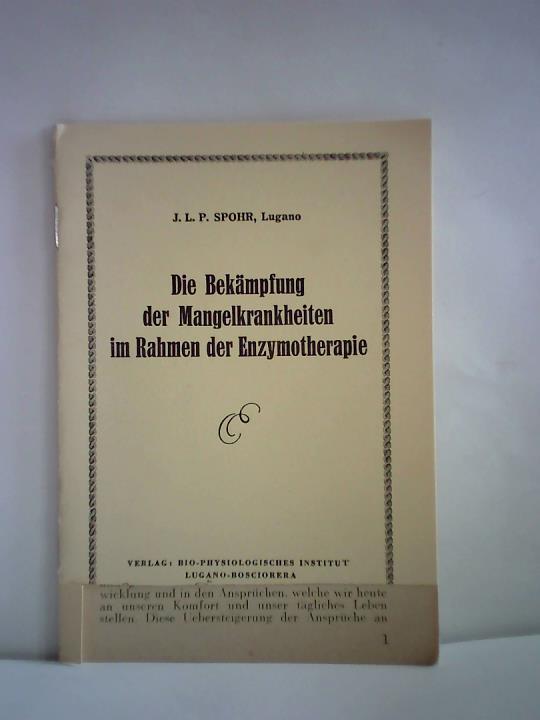 J. L. P. SPOHR, Lugano
Die Bekämpfung
der Mangelkrankheiten
im Rahmen der Enzymotherapie
VERLAG: BIO-PHYSIOLOGISCHES INSTITUT
LUGANO-BOSCIORERA
wicklung und in den Ansprüchen, welche wir heute
an unseren Komfort und unser tägliches Leben
stellen. Diese Uebersteigerung der Ansprüche an
1